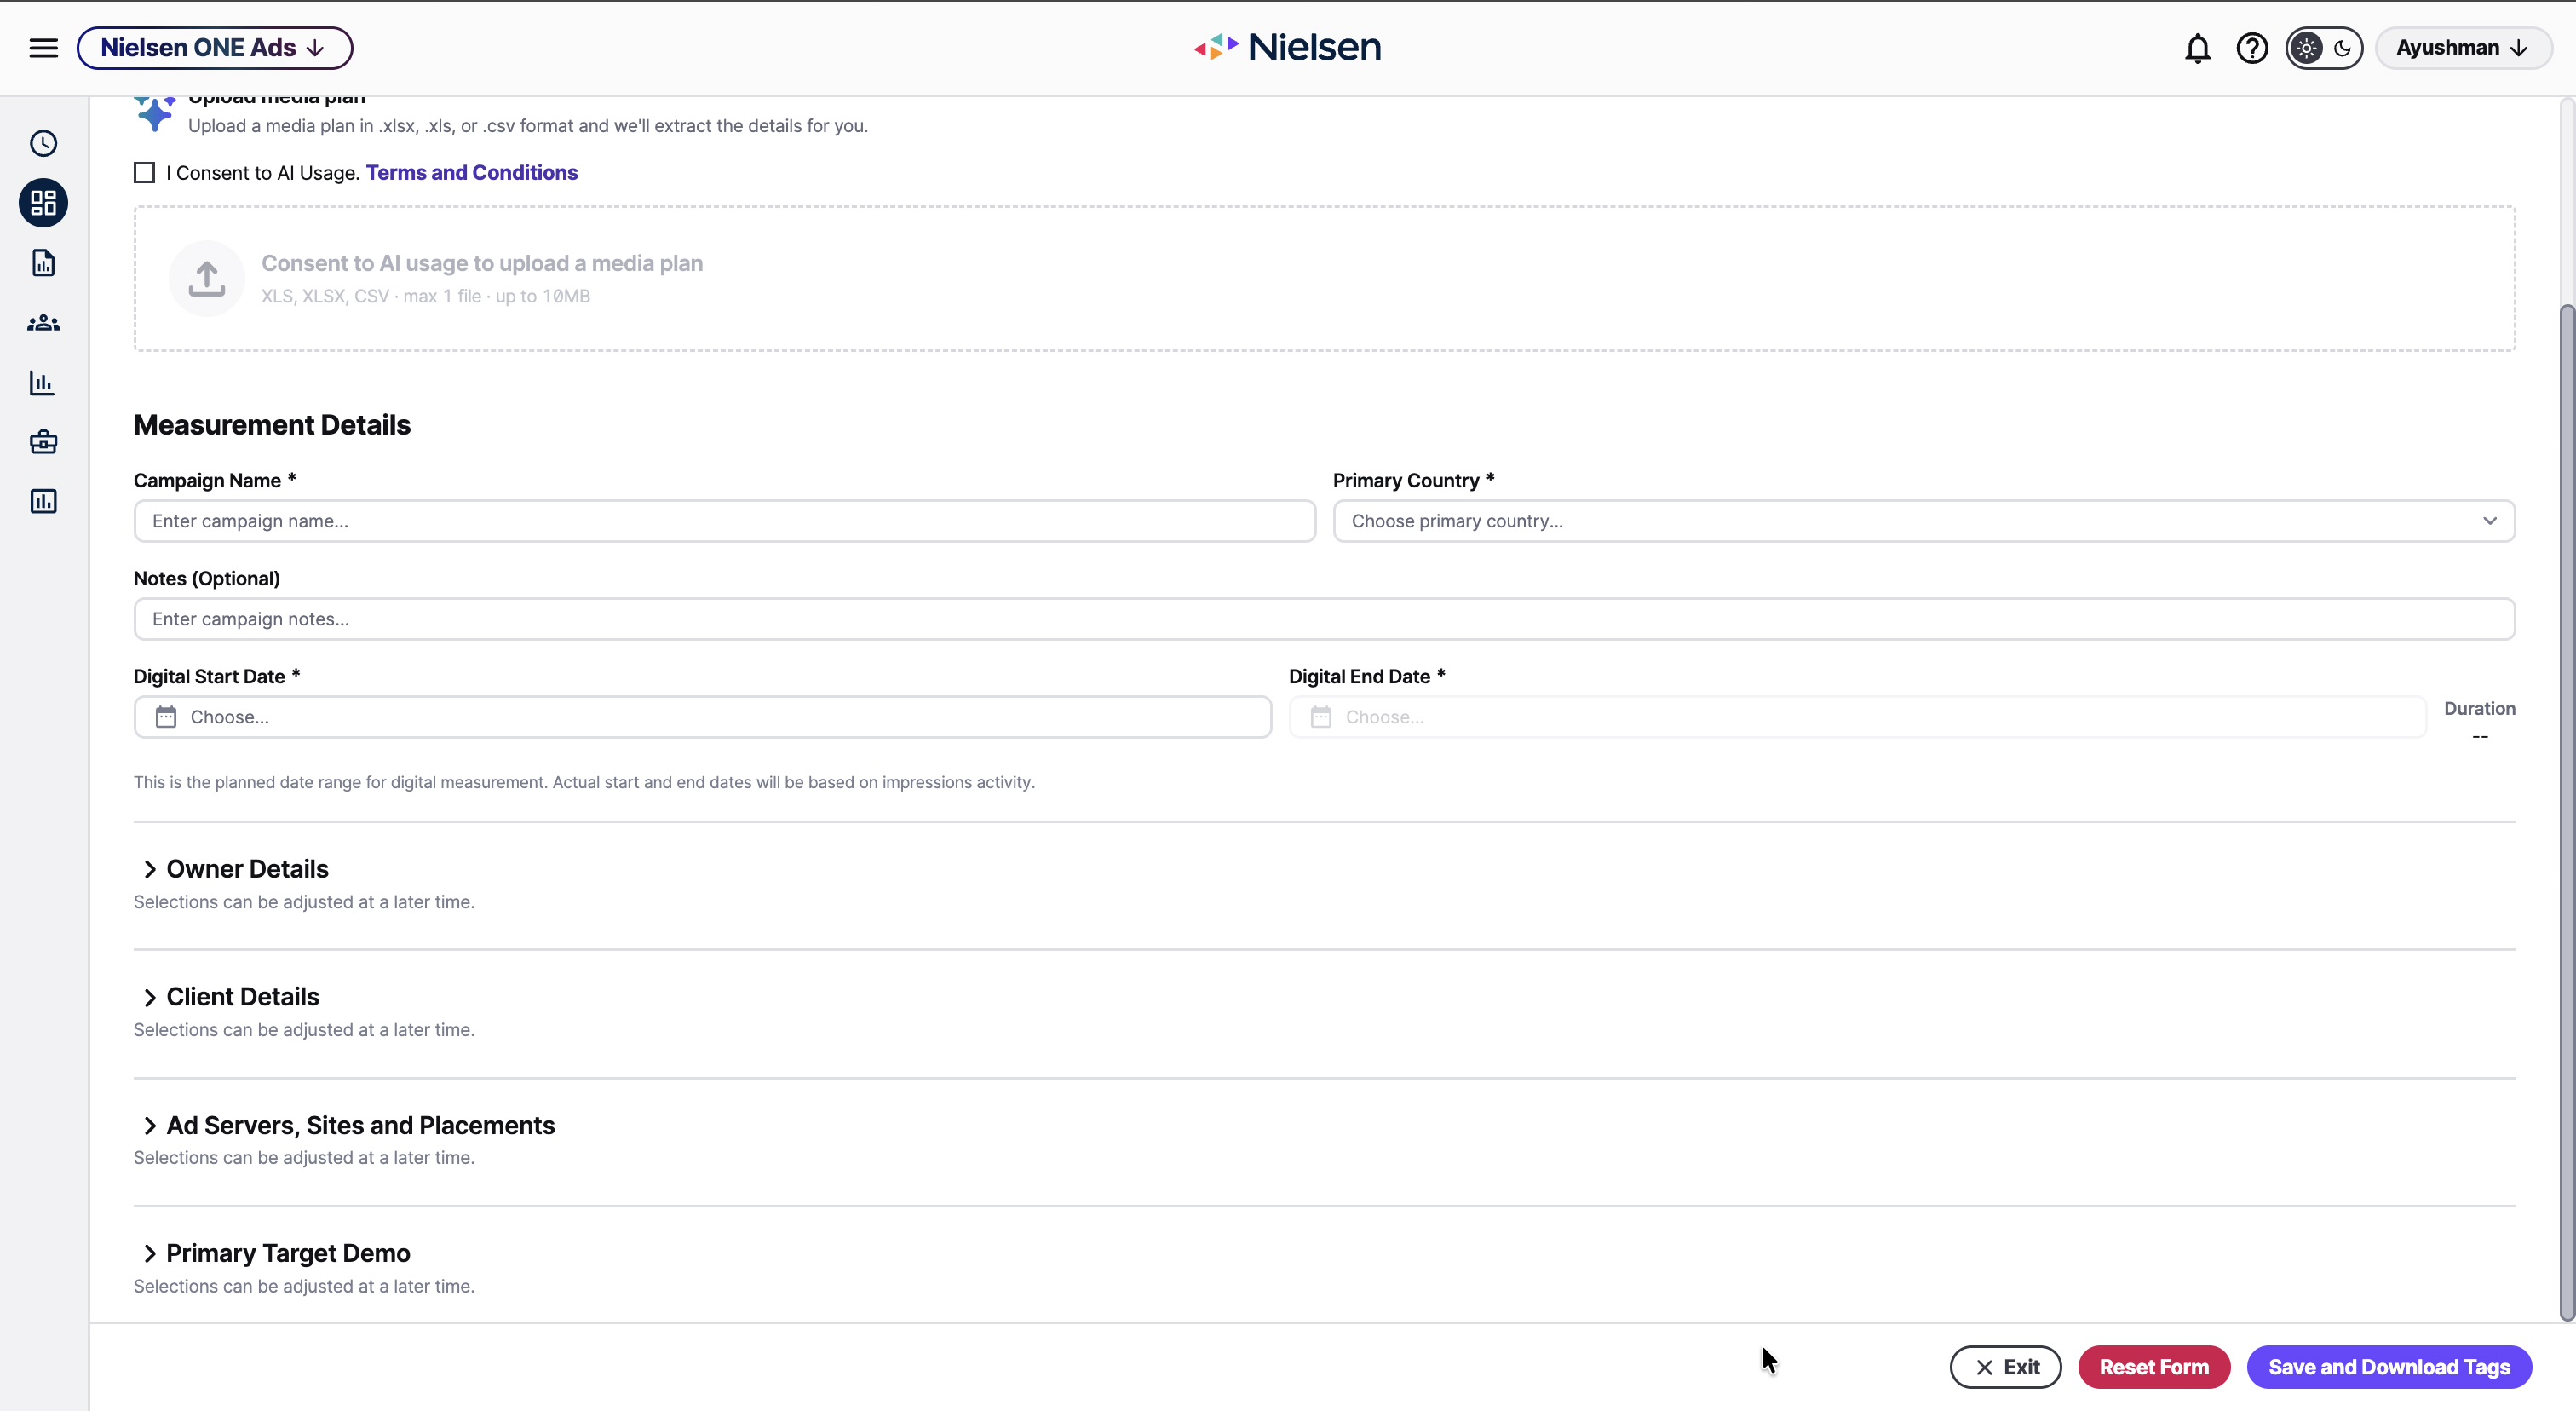 Nielsen ONE Ads
Nielsen
Ayushman
Upload media plan
Upload a media plan in .xlsx, .xls, or .csv format and we'll extract the details for you.
I Consent to AI Usage. Terms and Conditions
Consent to AI usage to upload a media plan
XLS, XLSX, CSV · max 1 file · up to 10MB
Measurement Details
Campaign Name *
Primary Country *
Enter campaign name...
Choose primary country...
Notes (Optional)
Enter campaign notes...
Digital Start Date *
Digital End Date *
Choose...
Choose...
Duration
--
This is the planned date range for digital measurement. Actual start and end dates will be based on impressions activity.
Owner Details
Selections can be adjusted at a later time.
Client Details
Selections can be adjusted at a later time.
Ad Servers, Sites and Placements
Selections can be adjusted at a later time.
Primary Target Demo
Selections can be adjusted at a later time.
Exit
Reset Form
Save and Download Tags